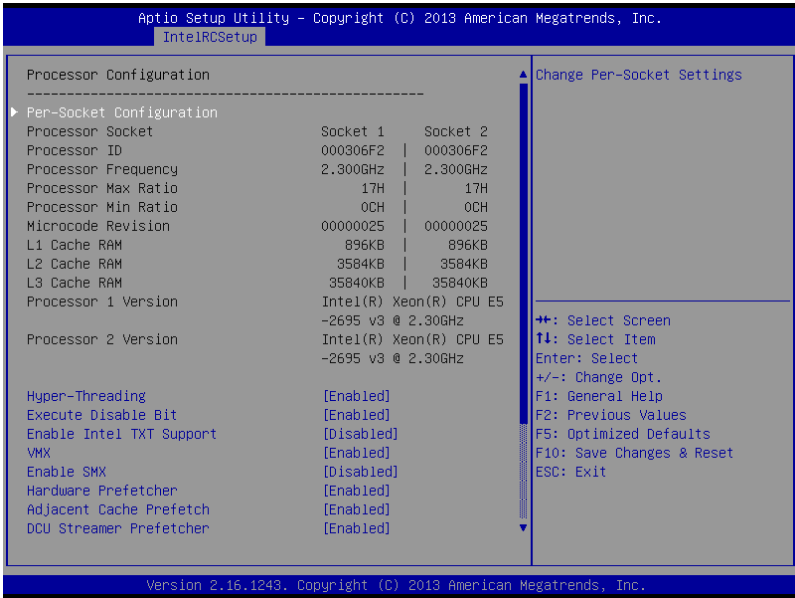 Aptio Setup Utility – Copyright (C) 2013 American Megatrends, Inc.
IntelRCSetup
Processor Configuration
--------------------------------------------------
Per-Socket Configuration
Processor Socket Socket 1 Socket 2
Processor ID 000306F2 | 000306F2
Processor Frequency 2.300GHz | 2.300GHz
Processor Max Ratio 17H | 17H
Processor Min Ratio 0CH | 0CH
Microcode Revision 00000025 | 00000025
L1 Cache RAM 896KB | 896KB
L2 Cache RAM 3584KB | 3584KB
L3 Cache RAM 35840KB | 35840KB
Processor 1 Version Intel(R) Xeon(R) CPU E5
-2695 v3 @ 2.30GHz
Processor 2 Version Intel(R) Xeon(R) CPU E5
-2695 v3 @ 2.30GHz
Hyper-Threading [Enabled]
Execute Disable Bit [Enabled]
Enable Intel TXT Support [Disabled]
VMX [Enabled]
Enable SMX [Disabled]
Hardware Prefetcher [Enabled]
Adjacent Cache Prefetch [Enabled]
DCU Streamer Prefetcher [Enabled]
Change Per-Socket Settings
→←: Select Screen
↑↓: Select Item
Enter: Select
+/-: Change Opt.
F1: General Help
F2: Previous Values
F5: Optimized Defaults
F10: Save Changes & Reset
ESC: Exit
Version 2.16.1243. Copyright (C) 2013 American Megatrends, Inc.